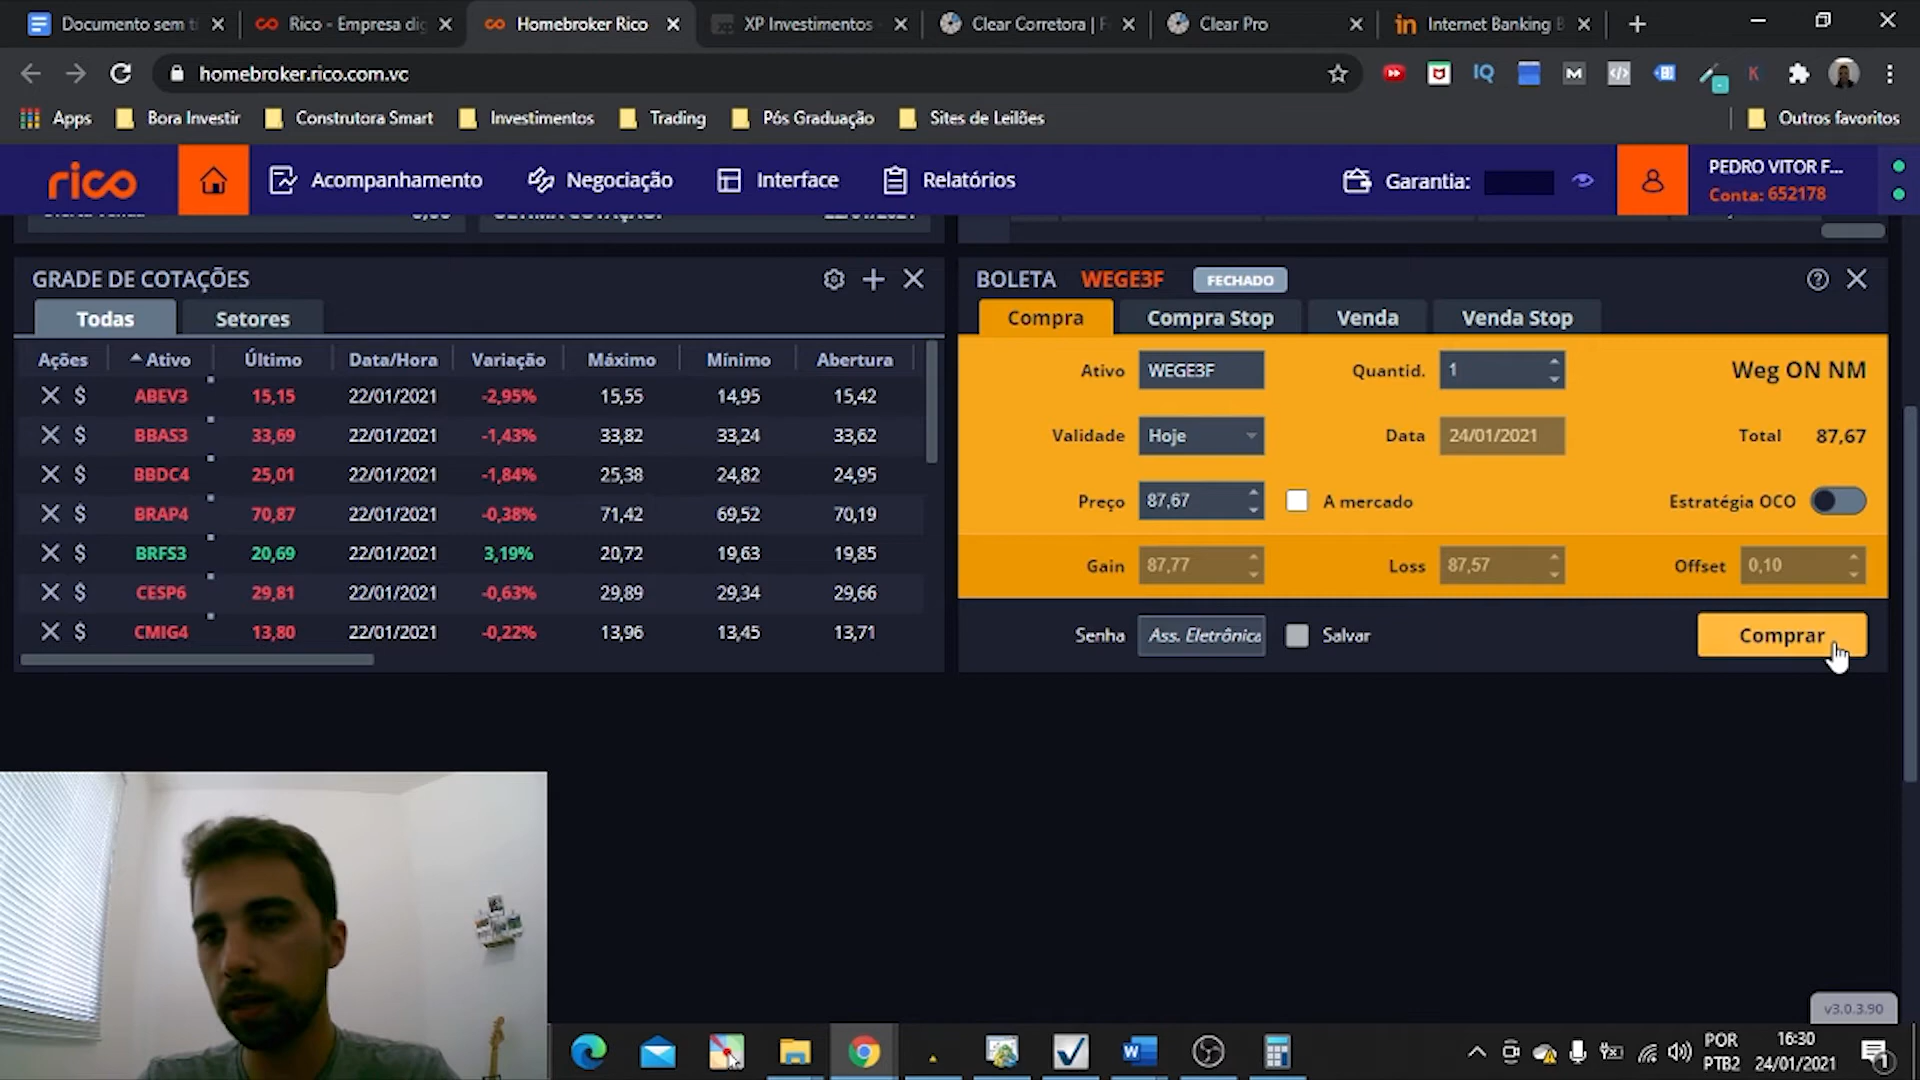 Documento sem tí
Rico - Empresa dig
Homebroker Rico
XP Investimentos
Clear Corretora | F
Clear Pro
Internet Banking B
homebroker.rico.com.vc
Apps
Bora Investir
Construtora Smart
Investimentos
Trading
Pós Graduação
Sites de Leilões
Outros favoritos
rico
Acompanhamento
Negociação
Interface
Relatórios
Garantia:
PEDRO VITOR F...
Conta: 652178
GRADE DE COTAÇÕES
Todas Setores
Ações Ativo Último Data/Hora Variação Máximo Mínimo Abertura
ABEV3 15,15 22/01/2021 -2,95% 15,55 14,95 15,42
BBAS3 33,69 22/01/2021 -1,43% 33,82 33,24 33,62
BBDC4 25,01 22/01/2021 -1,84% 25,38 24,82 24,95
BRAP4 70,87 22/01/2021 -0,38% 71,42 69,52 70,19
BRFS3 20,69 22/01/2021 3,19% 20,72 19,63 19,85
CESP6 29,81 22/01/2021 -0,63% 29,89 29,34 29,66
CMIG4 13,80 22/01/2021 -0,22% 13,96 13,45 13,71
BOLETA WEGE3F FECHADO
Compra Compra Stop Venda Venda Stop
Ativo WEGE3F Quantid. 1 Weg ON NM
Validade Hoje Data 24/01/2021 Total 87,67
Preço 87,67 A mercado Estratégia OCO
Gain 87,77 Loss 87,57 Offset 0,10
Senha Ass. Eletrônica Salvar Comprar
v3.0.3.90
POR 16:30
PTB2 24/01/2021